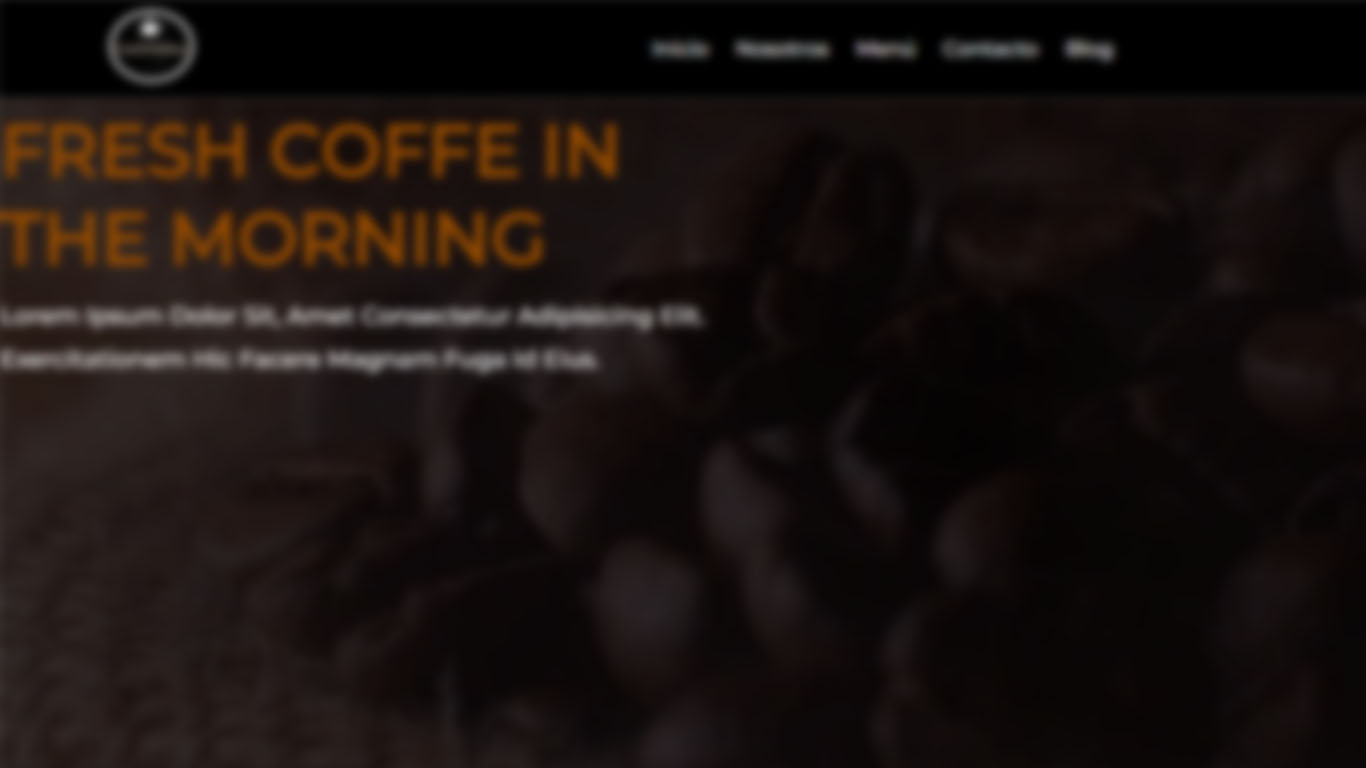 Inicio Nosotros Menú Contacto Blog
FRESH COFFE IN
THE MORNING
Lorem Ipsum Dolor Sit, Amet Consectetur Adipisicing Elit.
Exercitationem Hic Facere Magnam Fuga Id Eius.